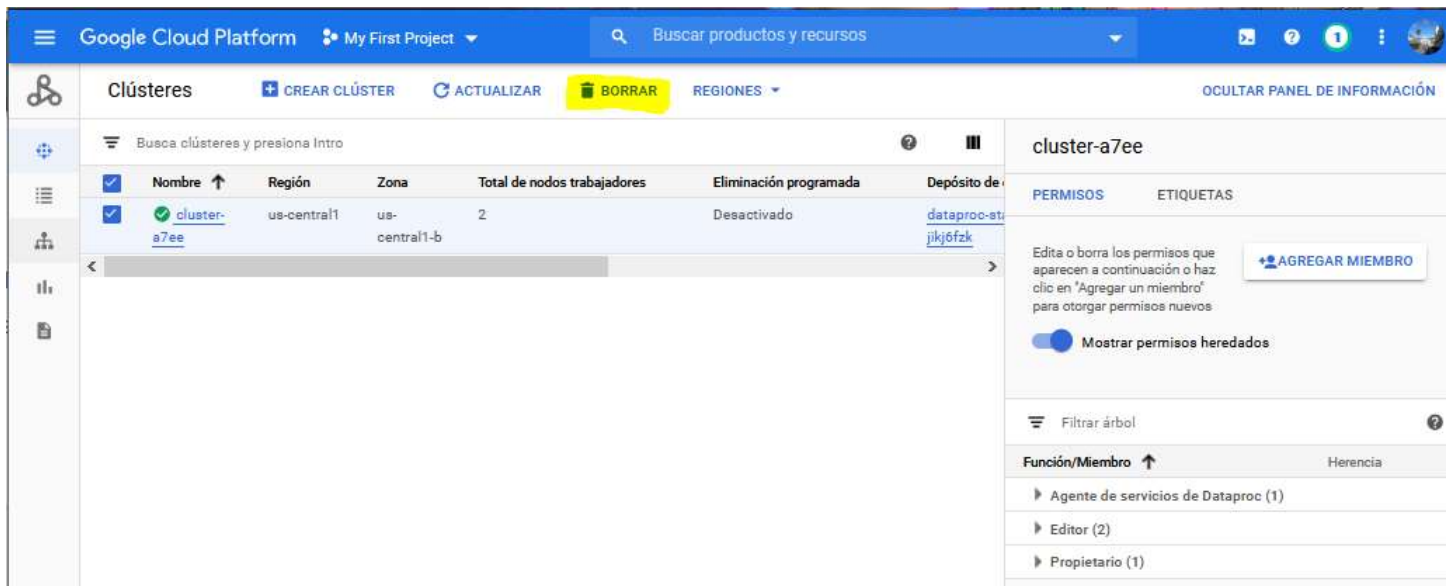 Google Cloud Platform My First Project Buscar productos y recursos 1
Clústeres CREAR CLÚSTER ACTUALIZAR BORRAR REGIONES OCULTAR PANEL DE INFORMACIÓN
Busca clústeres y presiona Intro
Nombre Región Zona Total de nodos trabajadores Eliminación programada Depósito de
cluster- us-central1 us- 2 Desactivado dataproc-sta
a7ee central1-b jikj6fzk
cluster-a7ee
PERMISOS ETIQUETAS
Edita o borra los permisos que
aparecen a continuación o haz
clic en "Agregar un miembro"
para otorgar permisos nuevos
AGREGAR MIEMBRO
Mostrar permisos heredados
Filtrar árbol
Función/Miembro Herencia
Agente de servicios de Dataproc (1)
Editor (2)
Propietario (1)